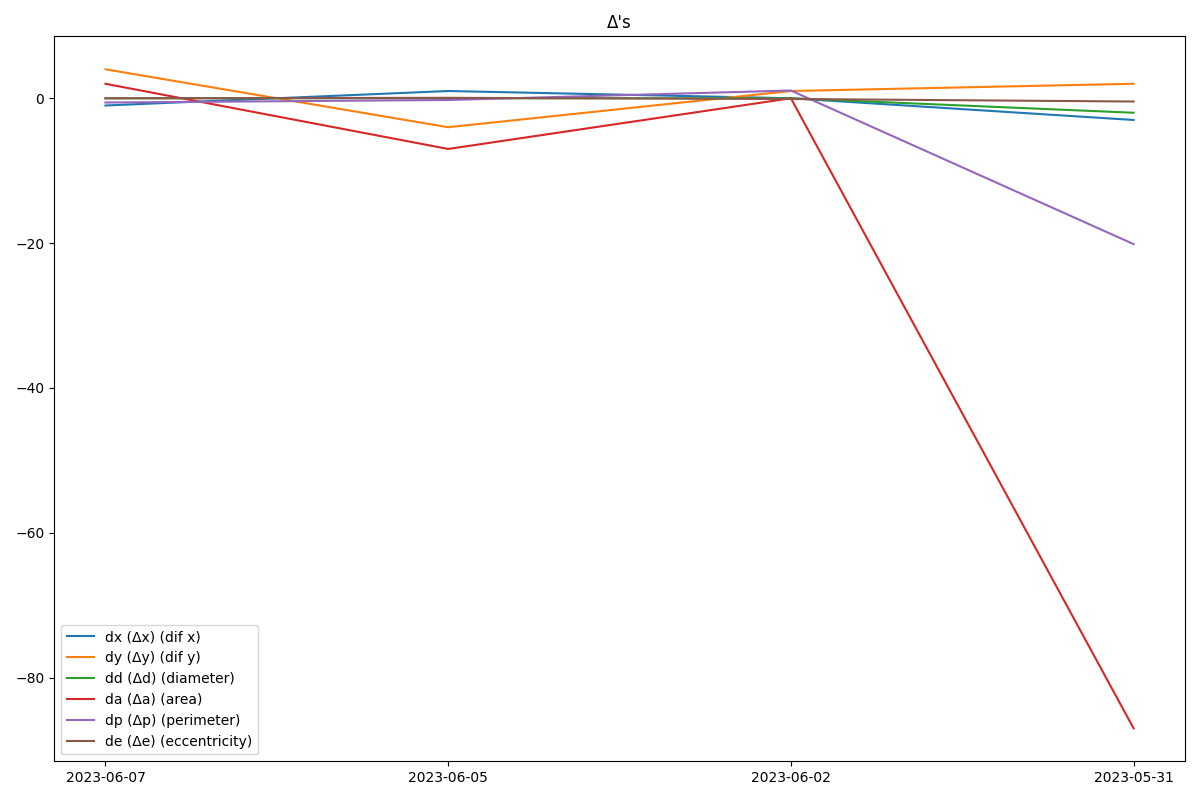 Δ's
0
−20
−40
−60
−80
dx (Δx) (dif x)
dy (Δy) (dif y)
dd (Δd) (diameter)
da (Δa) (area)
dp (Δp) (perimeter)
de (Δe) (eccentricity)
2023-06-07
2023-06-05
2023-06-02
2023-05-31